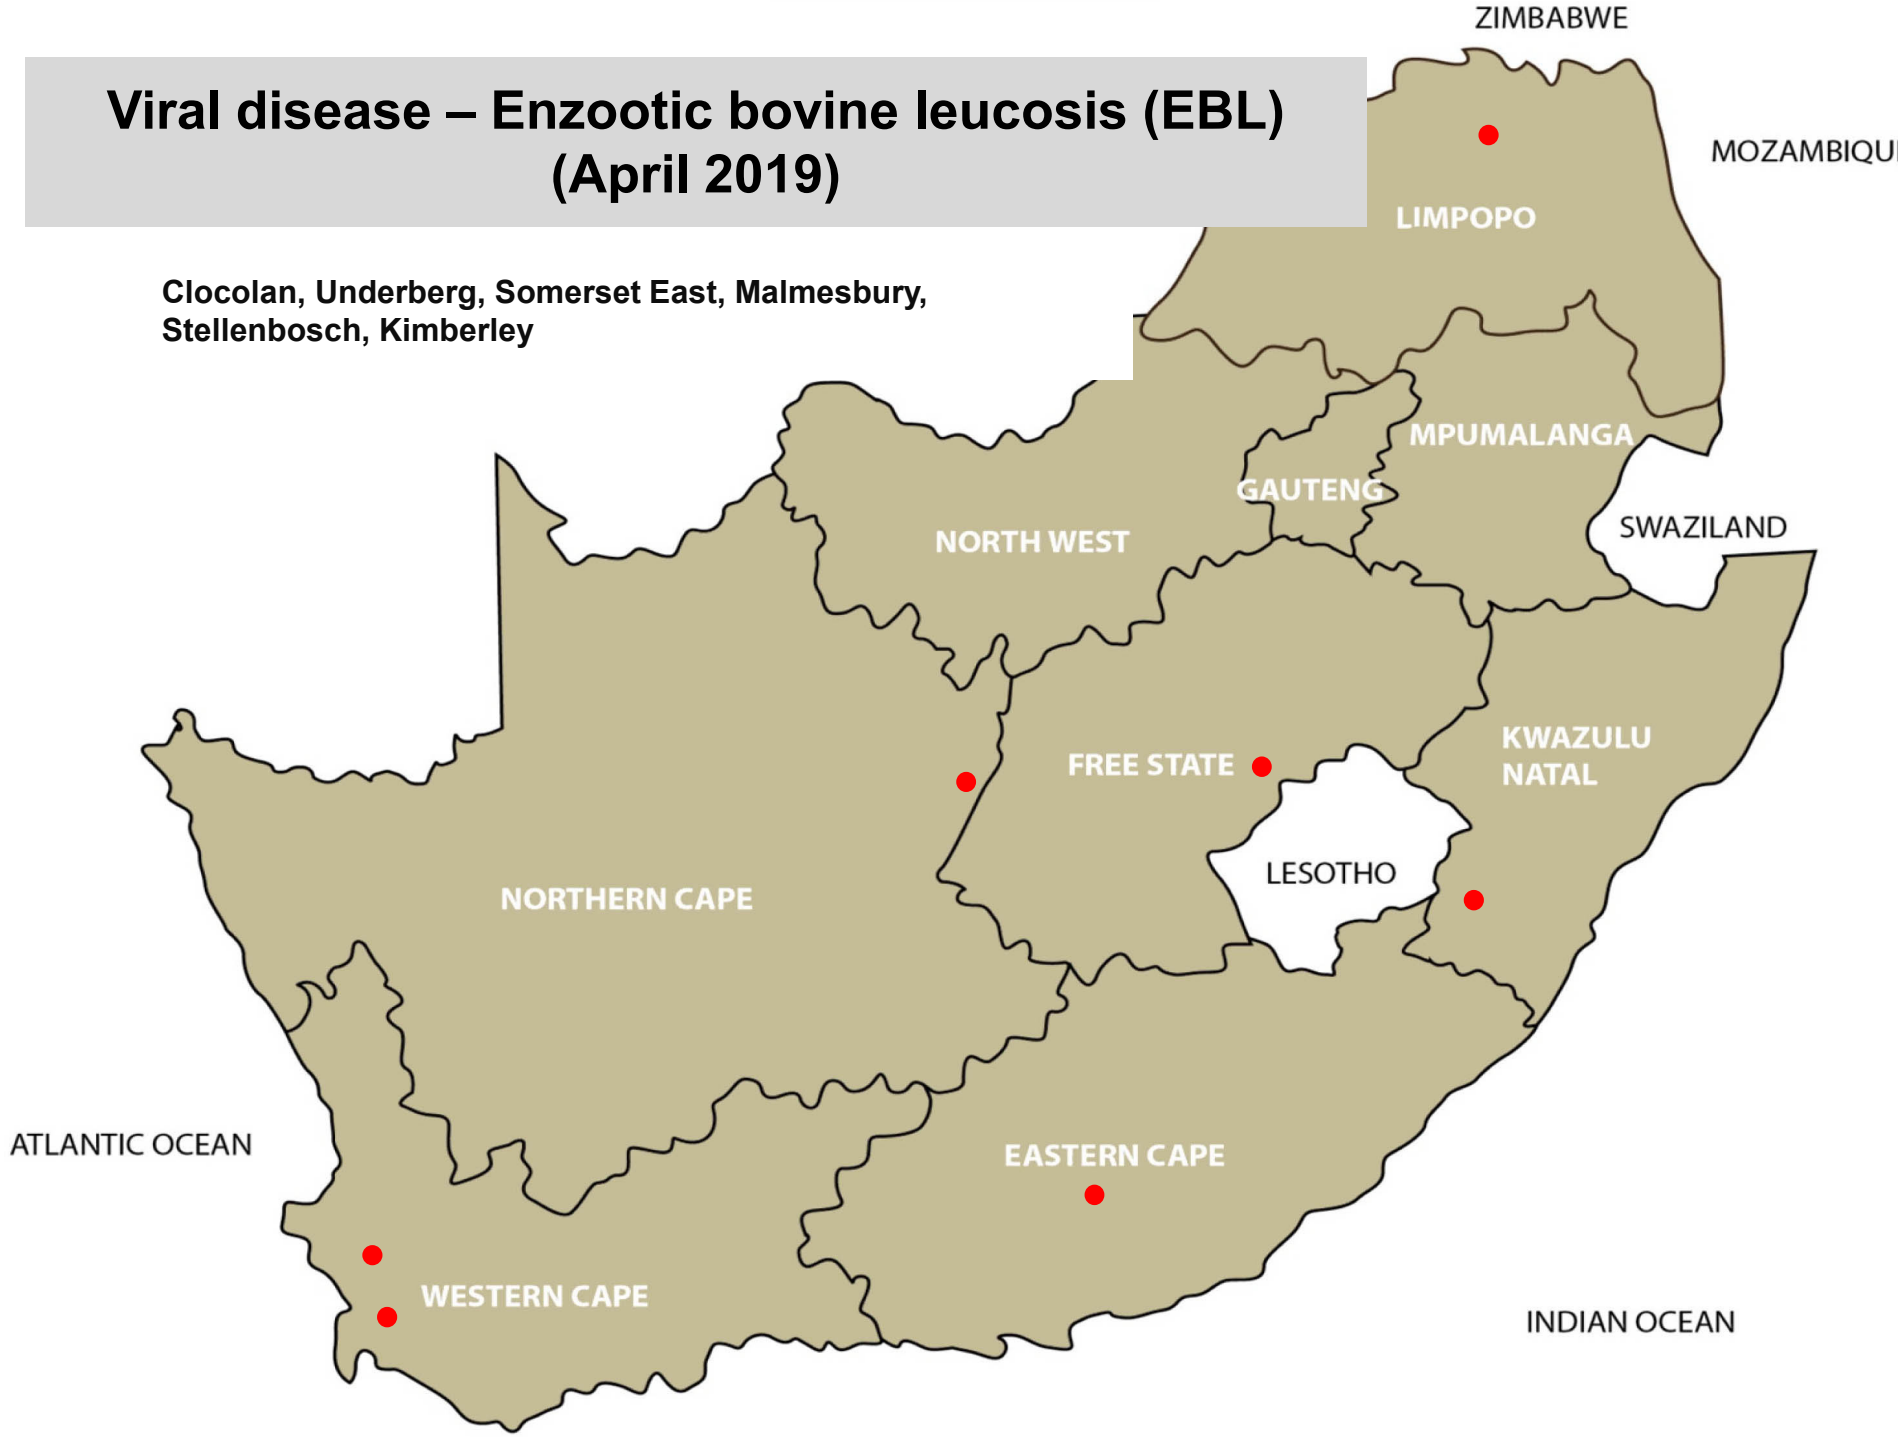 ZIMBABWE
Viral disease – Enzootic bovine leucosis (EBL)
(April 2019)
MOZAMBIQUE
LIMPOPO
Clocolan, Underberg, Somerset East, Malmesbury,
Stellenbosch, Kimberley
MPUMALANGA
GAUTENG
SWAZILAND
NORTH WEST
KWAZULU
NATAL
FREE STATE
LESOTHO
NORTHERN CAPE
ATLANTIC OCEAN
EASTERN CAPE
WESTERN CAPE
INDIAN OCEAN